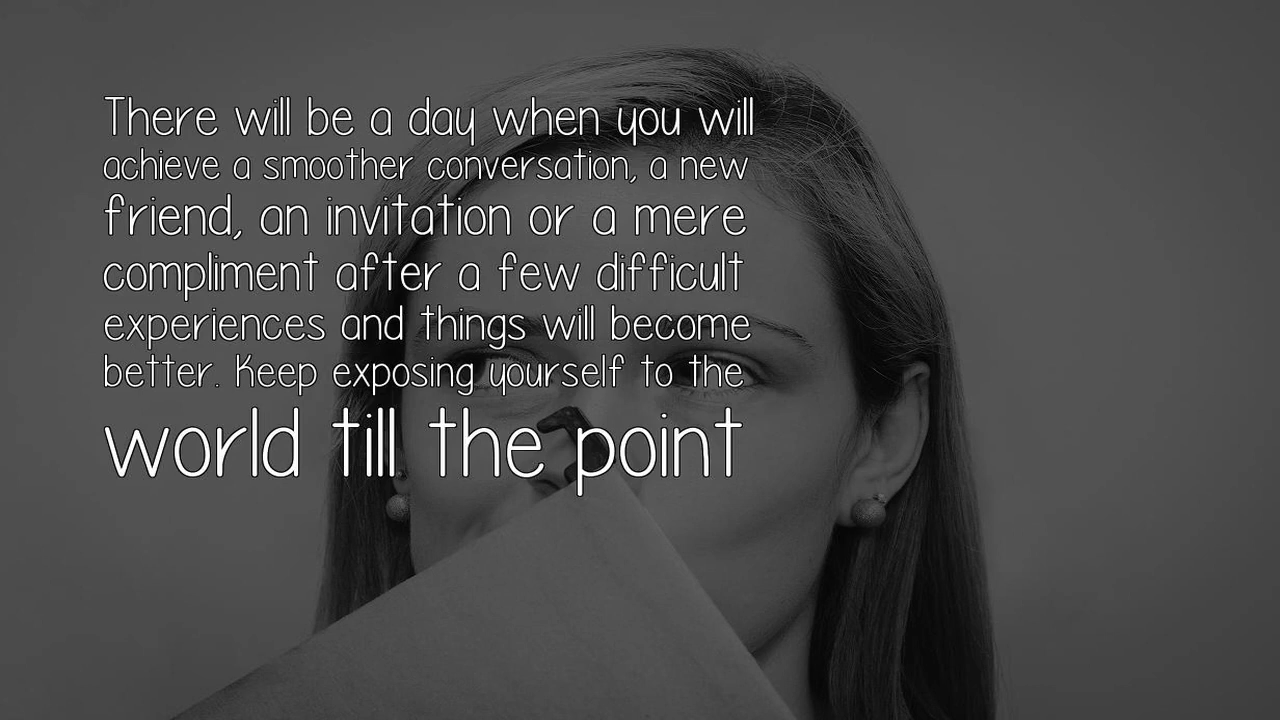 There will be a day when you will
achieve a smoother conversation, a new
friend, an invitation or a mere
compliment after a few difficult
experiences and things will become
better. Keep exposing yourself to the
world till the point